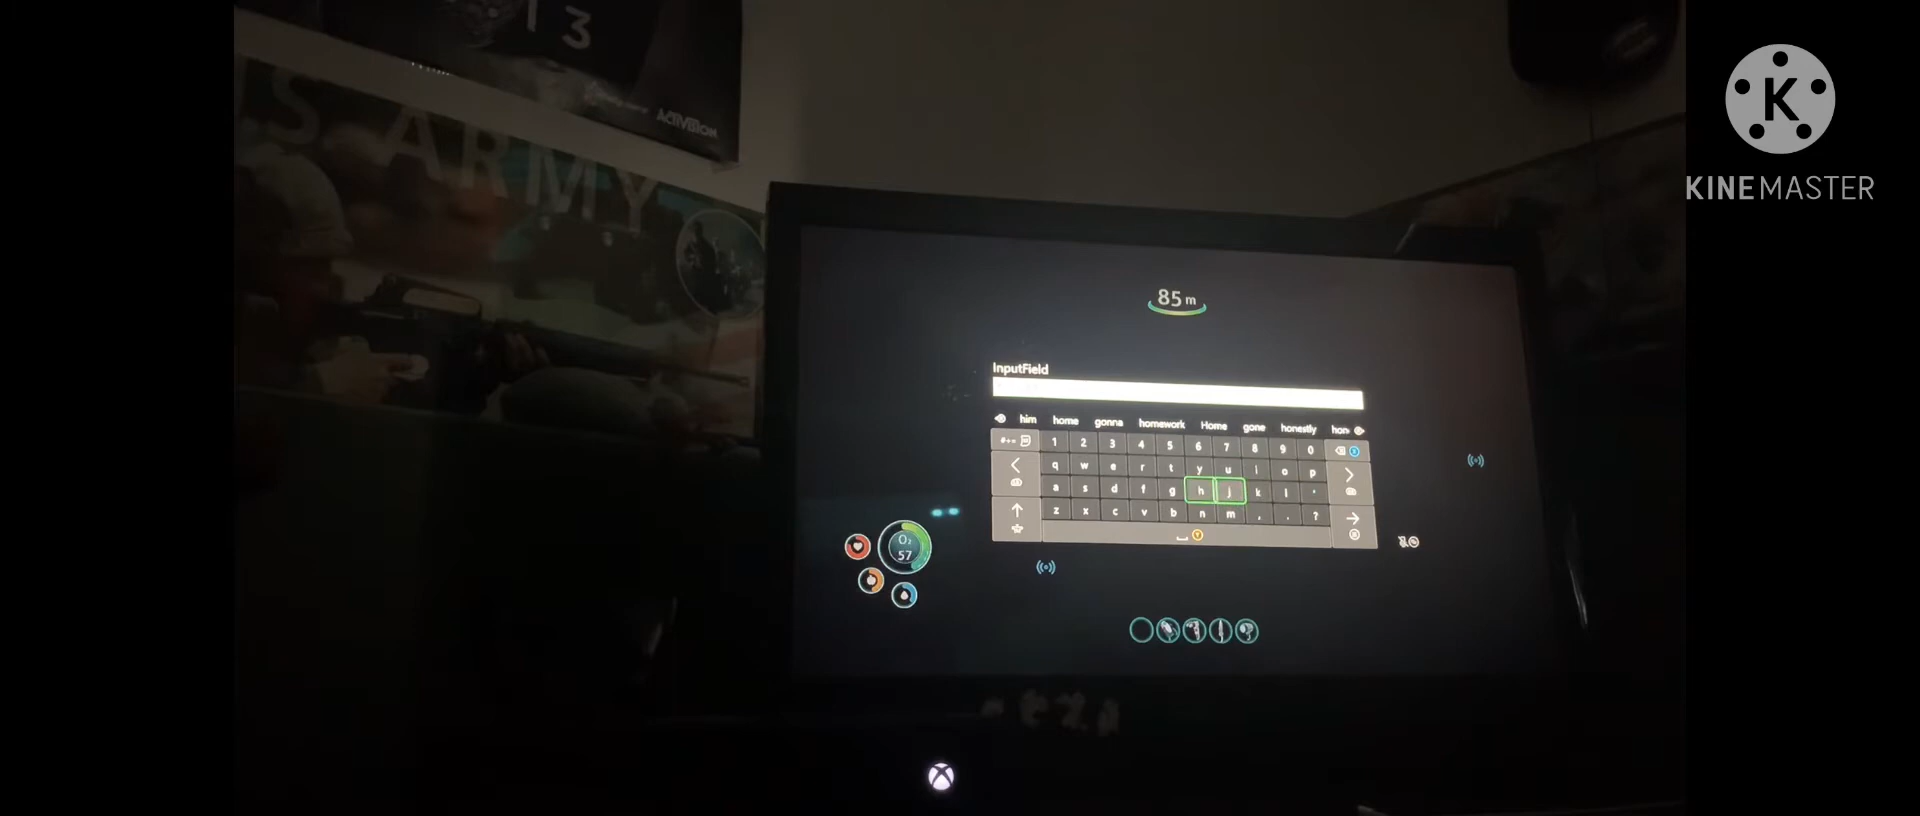 3
ACTIVISION
S ARMY
K
KINEMASTER
85 m
InputField
him home gonna homework Home gone honestly hon
#+= 1 2 3 4 5 6 7 8 9 0
q w e r t y u i o p
a s d f g h j k l '
z x c v b n m , . ?
Y
O₂
57